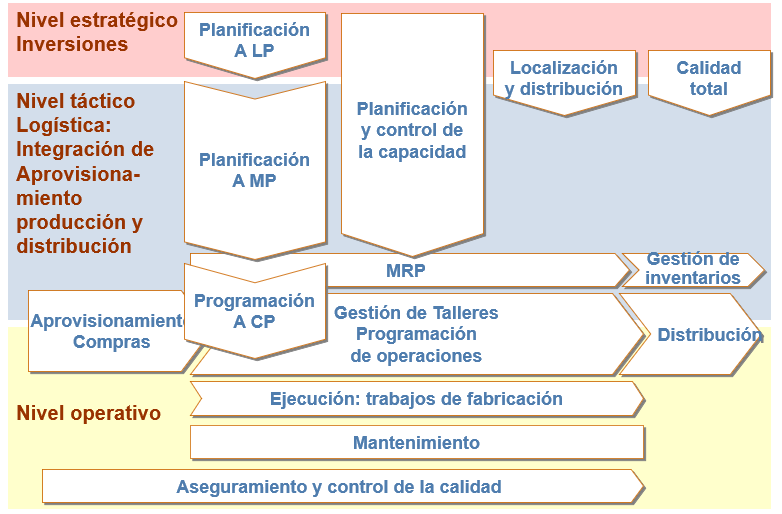 Nivel estratégico
Inversiones
Planificación
A LP
Localización
y distribución
Calidad
total
Nivel táctico
Logística:
Integración de
Aprovisiona-
miento
producción y
distribución
Planificación
A MP
Planificación
y control de
la capacidad
MRP
Gestión de
inventarios
Programación
A CP
Aprovisionamiento
Compras
Gestión de Talleres
Programación
de operaciones
Distribución
Nivel operativo
Ejecución: trabajos de fabricación
Mantenimiento
Aseguramiento y control de la calidad